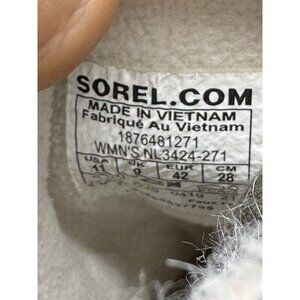 SOREL.COM
MADE IN VIETNAM
Fabriqué Au Vietnam
1876481271
WMN'S NL3424-271
USA UK EUR CM
11 9 42 28